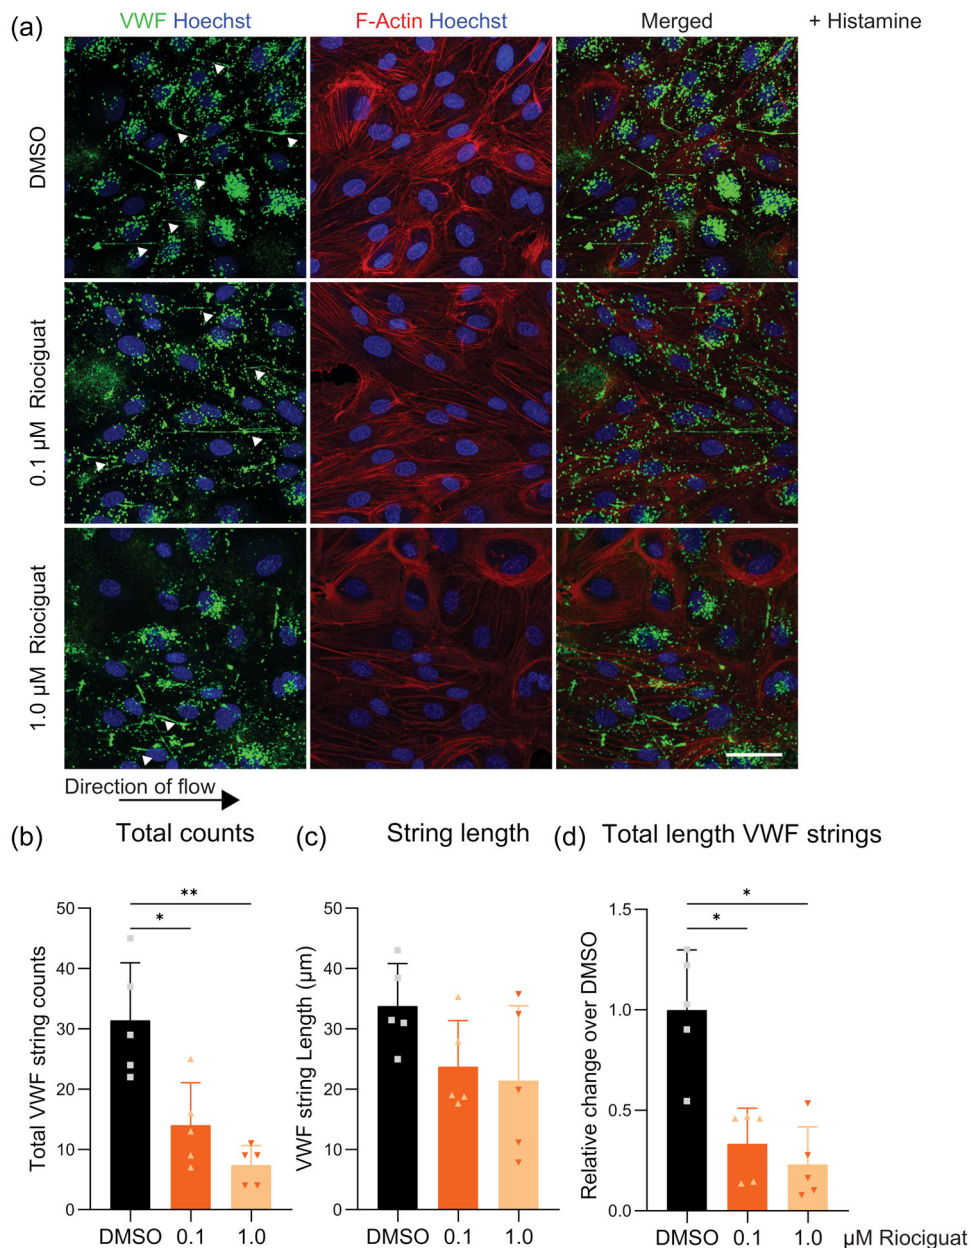 (a)
VWF Hoechst
F-Actin Hoechst
Merged
+ Histamine
DMSO
0.1 µM Riociguat
1.0 µM Riociguat
Direction of flow
(b)
Total counts
**
*
Total VWF string counts
50
40
30
20
10
0
DMSO
0.1
1.0
(c)
String length
VWF string Length (µm)
50
40
30
20
10
0
DMSO
0.1
1.0
(d)
Total length VWF strings
*
*
Relative change over DMSO
1.5
1.0
0.5
0.0
DMSO
0.1
1.0
µM Riociguat